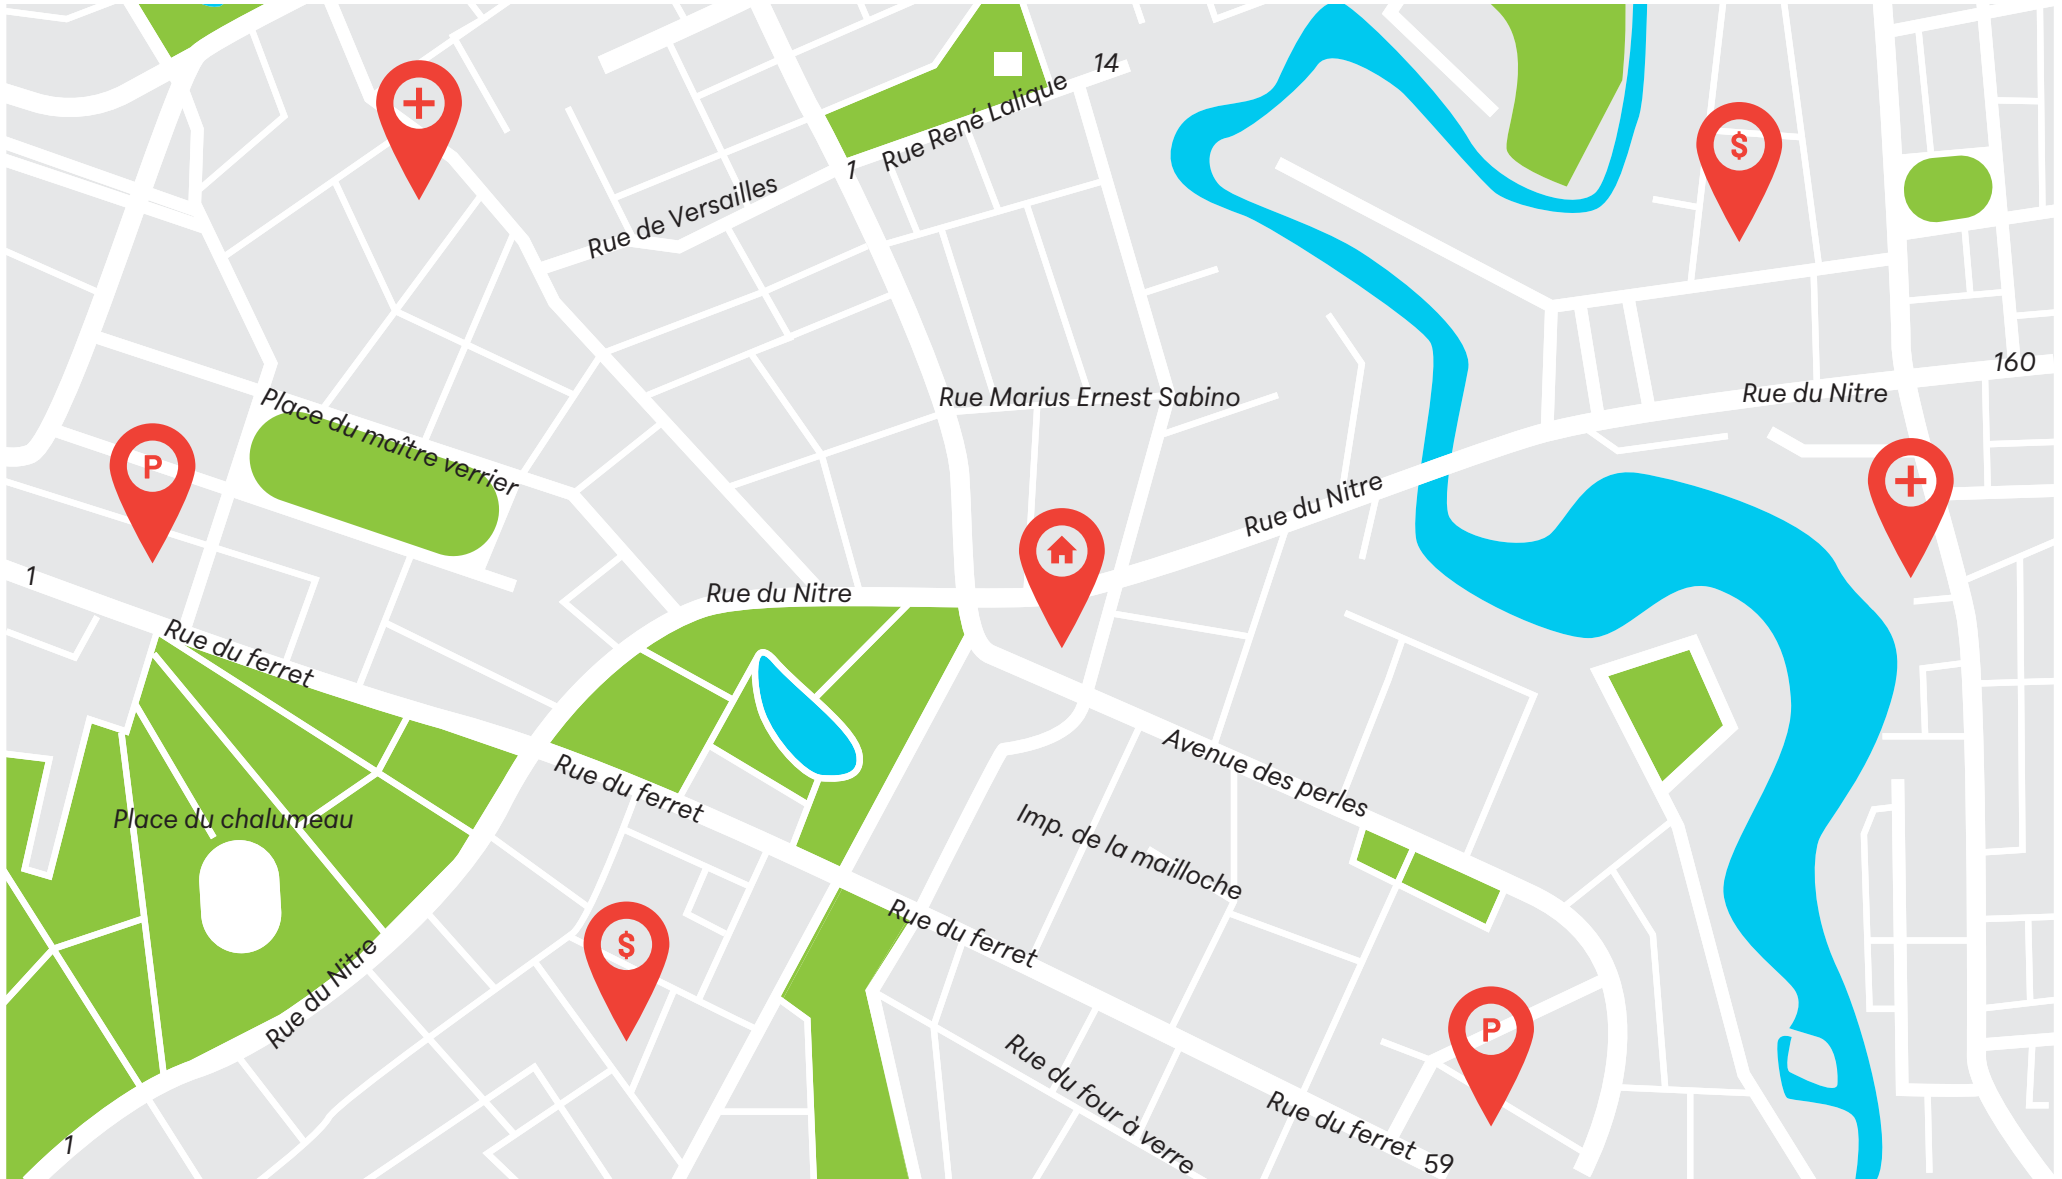 14
Rue René Lalique
1
Rue de Versailles
$
160
Rue du Nitre
Rue Marius Ernest Sabino
Place du maître verrier
P
Rue du Nitre
1
Rue du Nitre
Rue du ferret
Avenue des perles
Rue du ferret
Place du chalumeau
Imp. de la mailloche
Rue du ferret
$
Rue du Nitre
P
Rue du four à verre
Rue du ferret
59
1